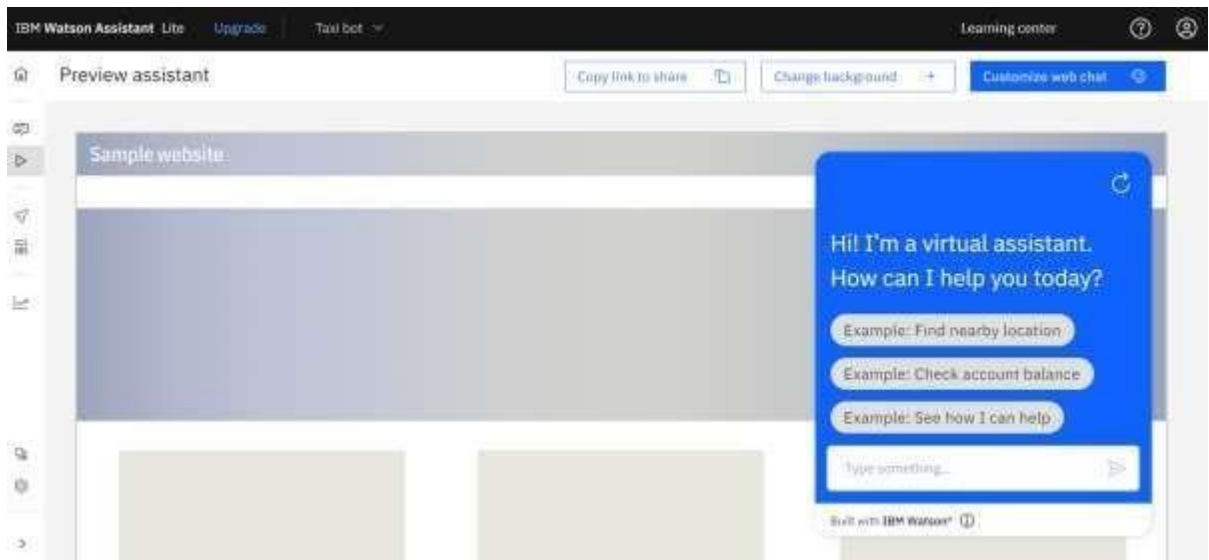 IBM Watson Assistant Lite Upgrade Taxi bot Learning center
Preview assistant Copy link to share Change background + Customize web chat
Sample website
Hi! I'm a virtual assistant.
How can I help you today?
Example: Find nearby location
Example: Check account balance
Example: See how I can help
Type something...
Built with IBM Watson®